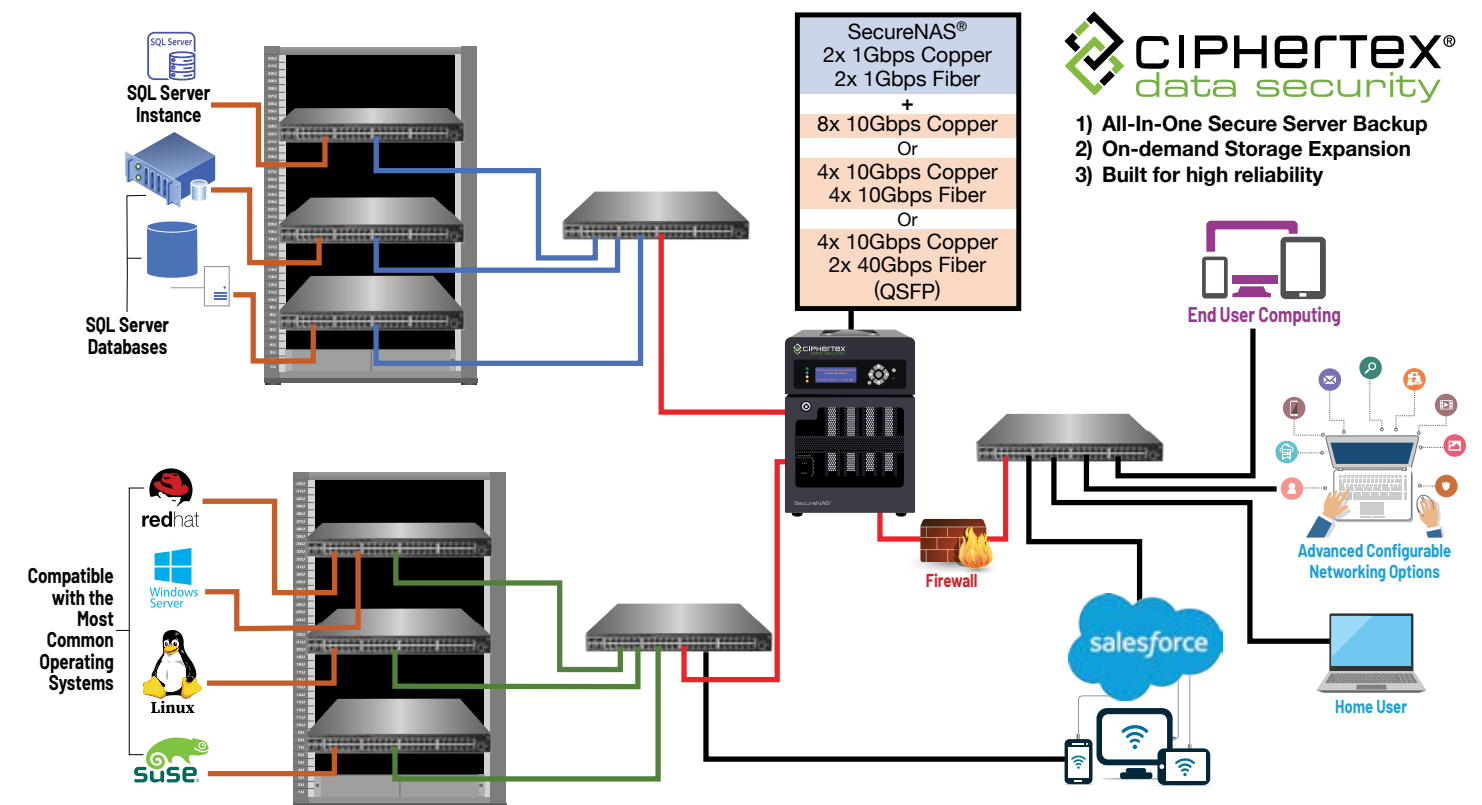 SQL Server
SQL Server
Instance
SQL Server
Databases
SecureNAS®
2x 1Gbps Copper
2x 1Gbps Fiber
+
8x 10Gbps Copper
Or
4x 10Gbps Copper
4x 10Gbps Fiber
Or
4x 10Gbps Copper
2x 40Gbps Fiber
(QSFP)
CIPHERTEX®
data security
1) All-In-One Secure Server Backup
2) On-demand Storage Expansion
3) Built for high reliability
End User Computing
CIPHERTEX
data security
SecureNAS®
Firewall
Advanced Configurable
Networking Options
Home User
salesforce
Compatible
with the
Most
Common
Operating
Systems
redhat
Windows
Server
Linux
SUSE